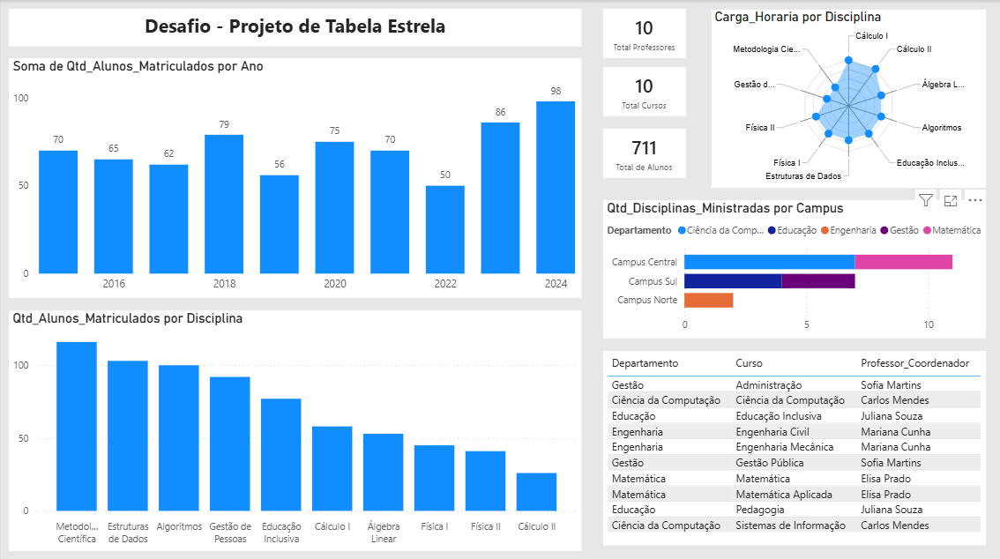 Desafio - Projeto de Tabela Estrela
Soma de Qtd_Alunos_Matriculados por Ano
100
50
0
70
65
62
79
56
75
70
50
86
98
2016
2018
2020
2022
2024
Qtd_Alunos_Matriculados por Disciplina
100
50
0
Metodol... Científica
Estruturas de Dados
Algoritmos
Gestão de Pessoas
Educação Inclusiva
Cálculo I
Álgebra Linear
Física I
Física II
Cálculo II
10
Total Professores
10
Total Cursos
711
Total de Alunos
Carga_Horaria por Disciplina
Cálculo I
Metodologia Cie...
Cálculo II
Gestão d...
Álgebra L...
Física II
Algoritmos
Física I
Educação Inclus...
Estruturas de Dados
Qtd_Disciplinas_Ministradas por Campus
Departamento Ciência da Comp... Educação Engenharia Gestão Matemática
Campus Central
Campus Sul
Campus Norte
0 5 10
Departamento Curso Professor_Coordenador
Gestão Administração Sofia Martins
Ciência da Computação Ciência da Computação Carlos Mendes
Educação Educação Inclusiva Juliana Souza
Engenharia Engenharia Civil Mariana Cunha
Engenharia Engenharia Mecânica Mariana Cunha
Gestão Gestão Pública Sofia Martins
Matemática Matemática Elisa Prado
Matemática Matemática Aplicada Elisa Prado
Educação Pedagogia Juliana Souza
Ciência da Computação Sistemas de Informação Carlos Mendes